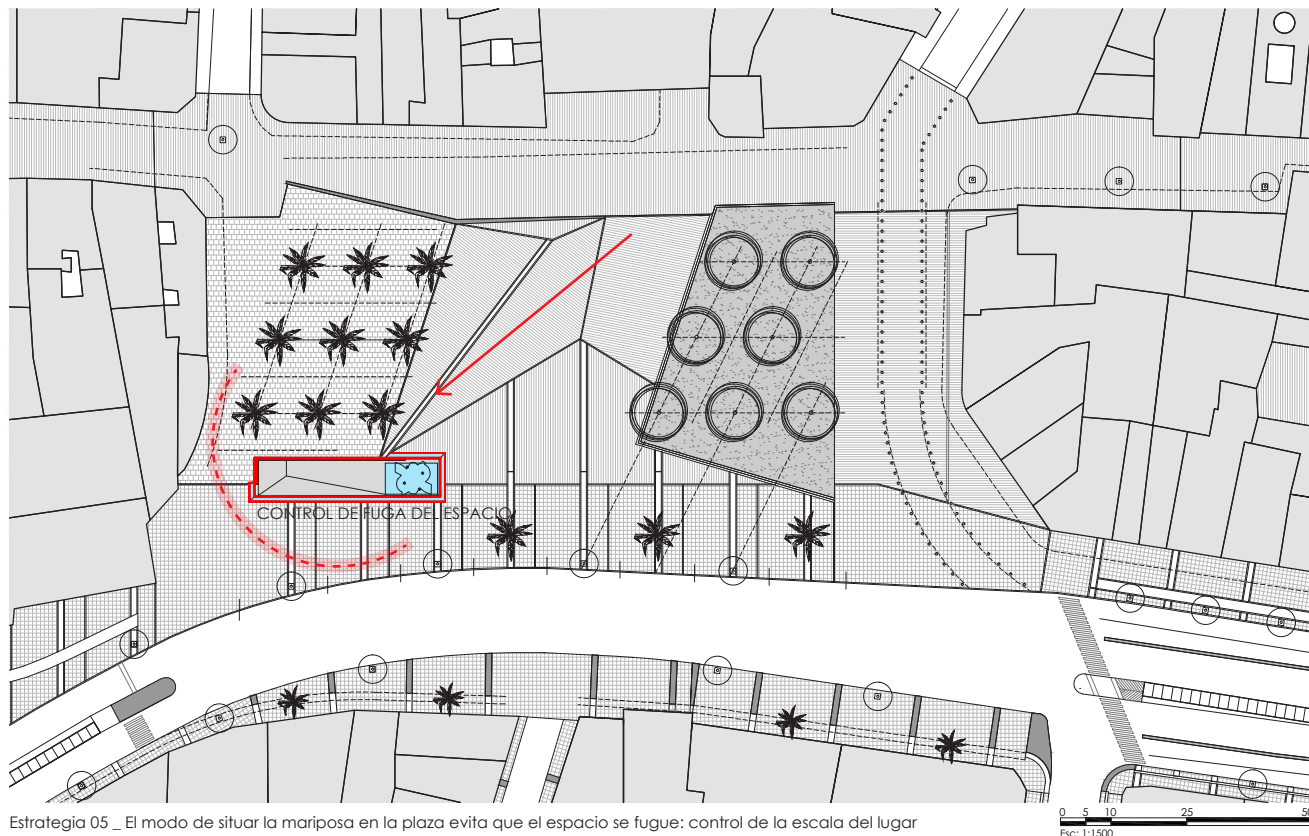 CONTROL DE FUGA DEL ESPACIO
Estrategia 05 _ El modo de situar la mariposa en la plaza evita que el espacio se fugue: control de la escala del lugar
0 5 10 25 50
Esc: 1:1500